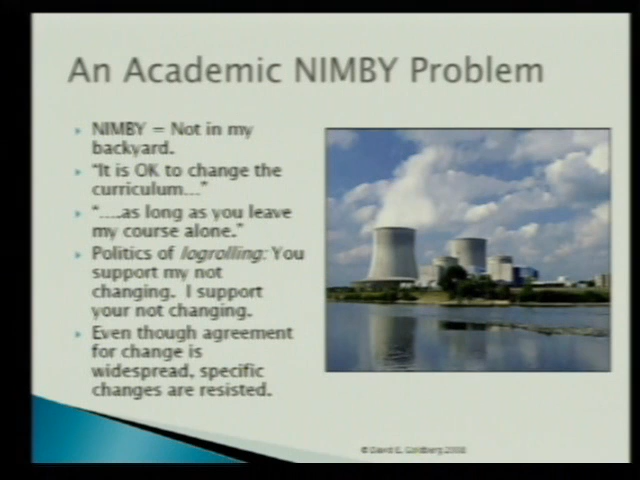 An Academic NIMBY Problem
NIMBY = Not in my
backyard.
"It is OK to change the
curriculum..."
"....as long as you leave
my course alone."
Politics of logrolling: You
support my not
changing. I support
your not changing.
Even though agreement
for change is
widespread, specific
changes are resisted.
© David E. Goldberg 2008